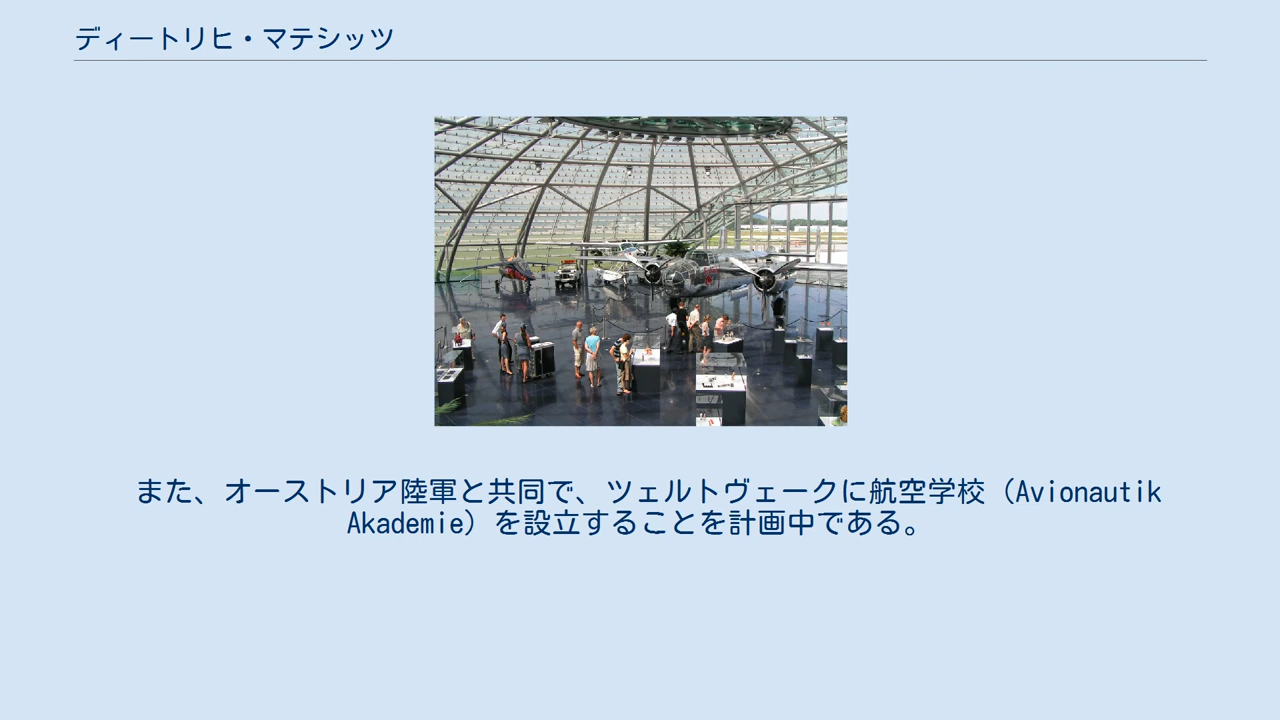 ディートリヒ・マテシッツ
また、オーストリア陸軍と共同で、ツェルトヴェークに航空学校（Avionautik
Akademie）を設立することを計画中である。